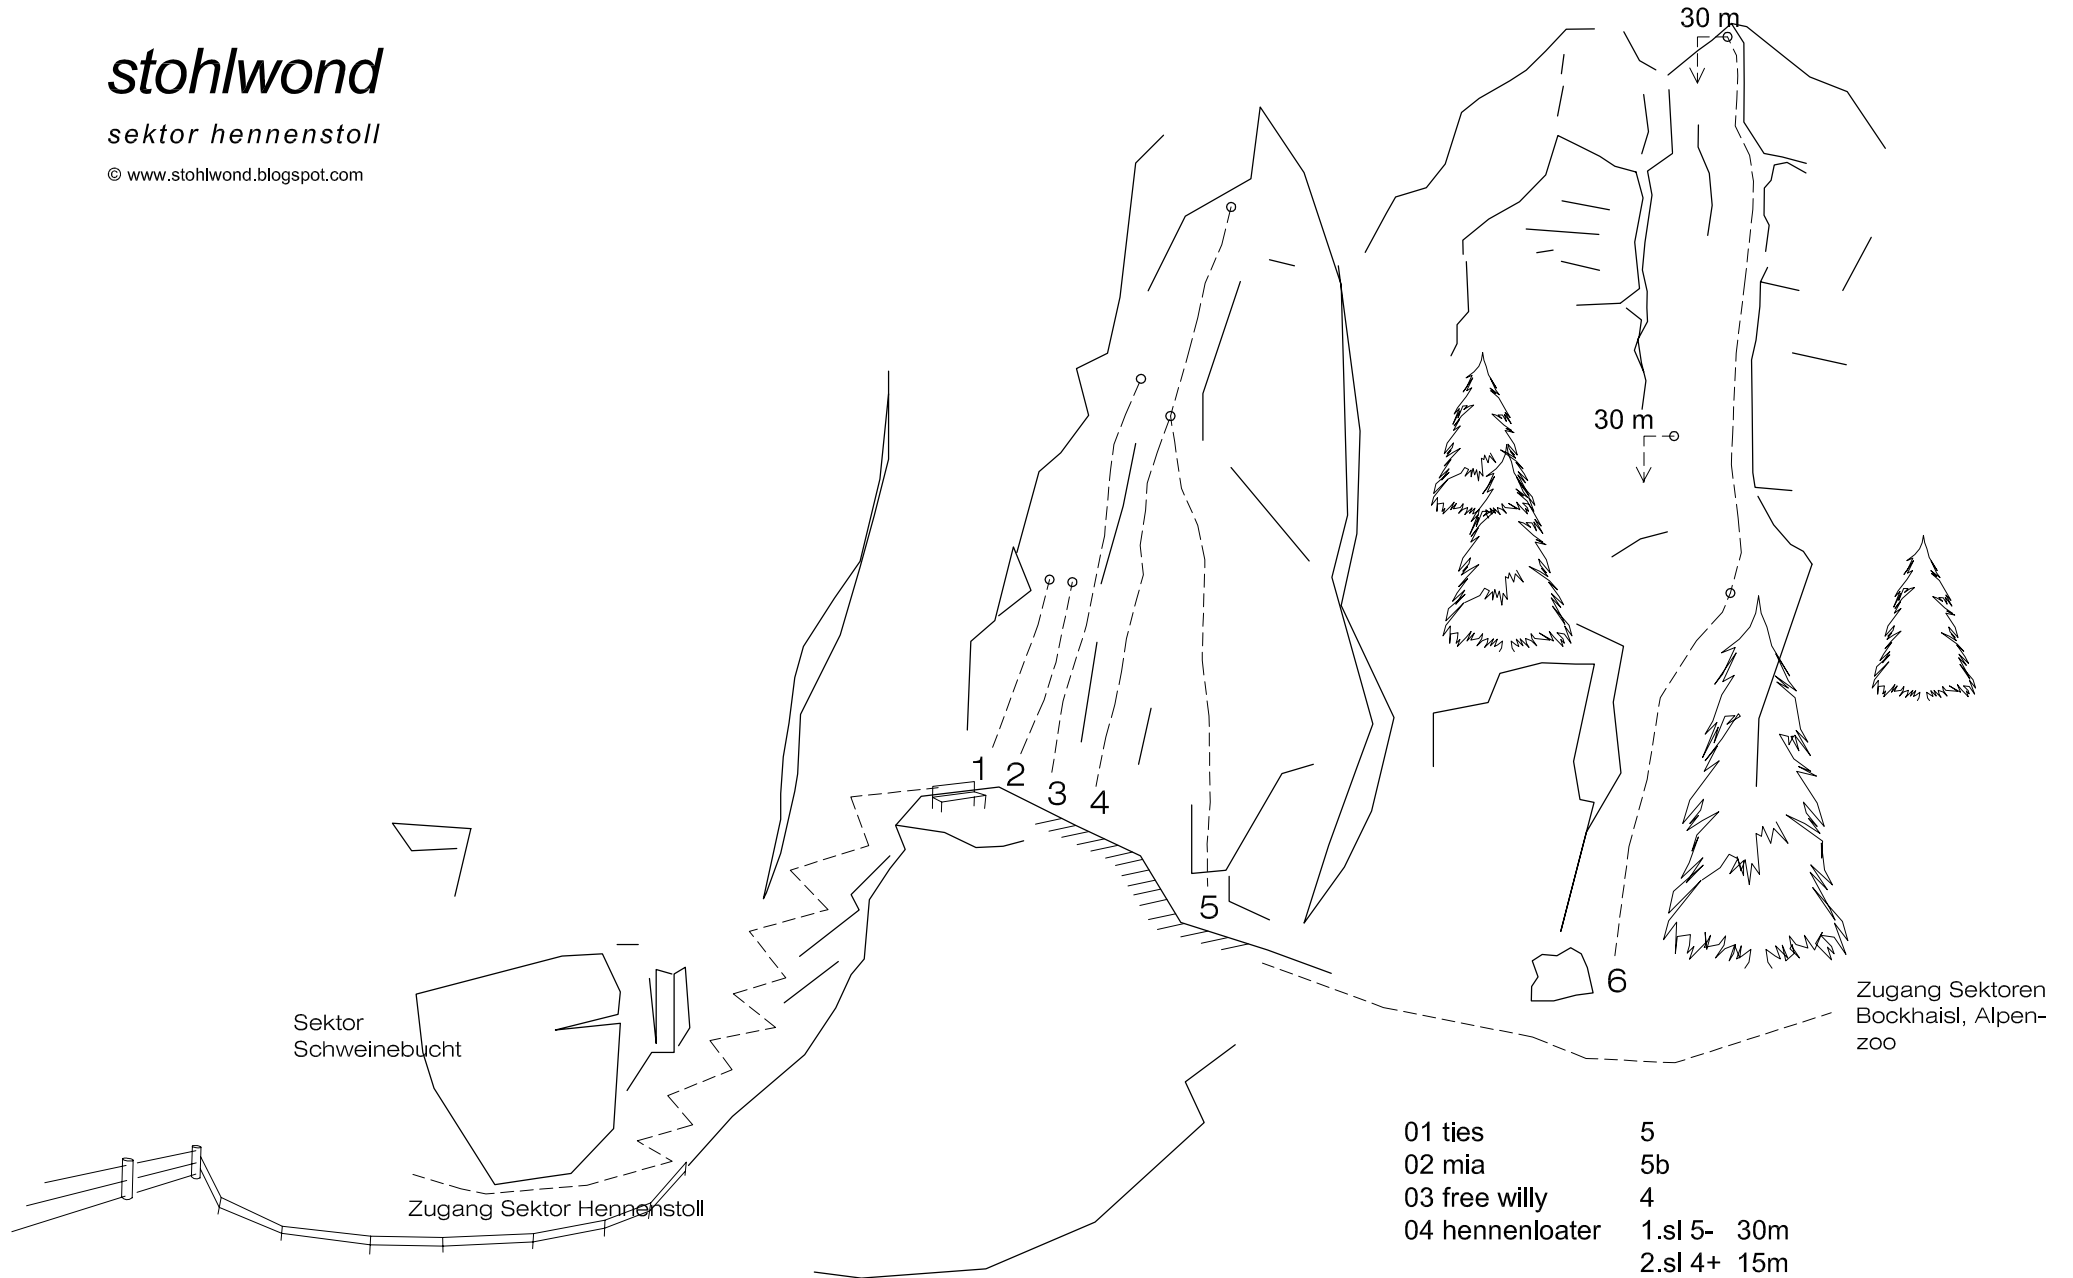 stohlwond
sektor hennenstoll
© www.stohlwond.blogspot.com
30 m
30 m
1
2
3
4
5
6
Sektor
Schweinebucht
Zugang Sektor Hennenstoll
Zugang Sektoren
Bockhaisl, Alpen-
zoo
01 ties 5
02 mia 5b
03 free willy 4
04 hennenloater 1.sl 5- 30m
2.sl 4+ 15m